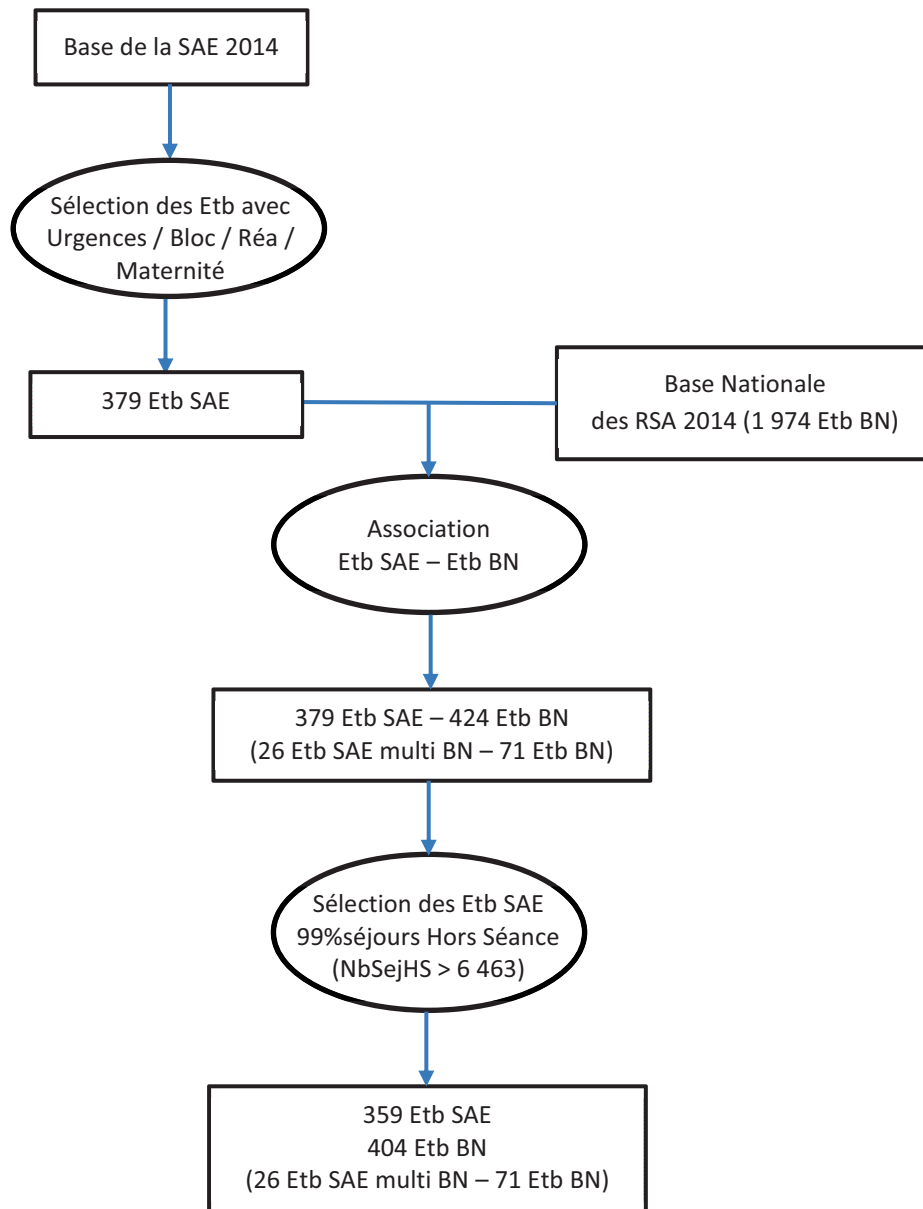 Base de la SAE 2014
Sélection des Etb avec
Urgences / Bloc / Réa /
Maternité
379 Etb SAE
Base Nationale
des RSA 2014 (1 974 Etb BN)
Association
Etb SAE – Etb BN
379 Etb SAE – 424 Etb BN
(26 Etb SAE multi BN – 71 Etb BN)
Sélection des Etb SAE
99%séjours Hors Séance
(NbSejHS > 6 463)
359 Etb SAE
404 Etb BN
(26 Etb SAE multi BN – 71 Etb BN)